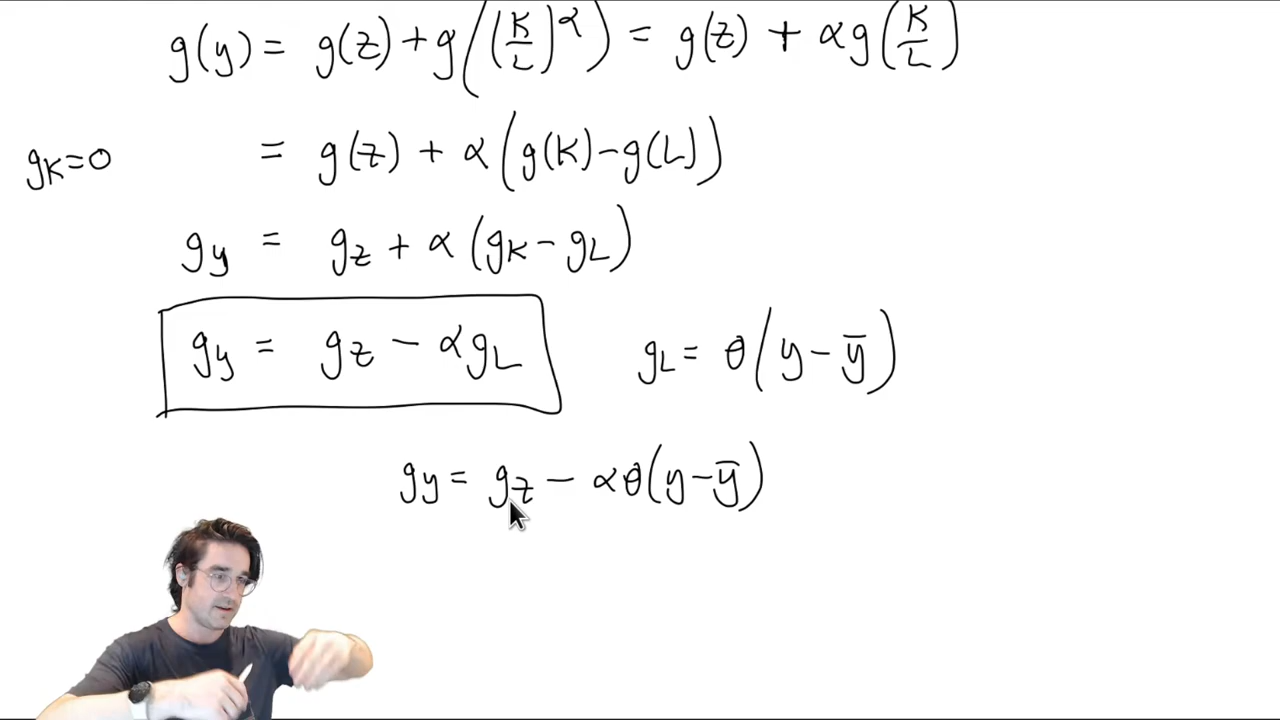 g(y) = g(z) + g((K/L)^α) = g(z) + αg(K/L)
gK=0
= g(z) + α(g(K)-g(L))
gy = gz + α(gK - gL)
gy = gz - αgL
gL = θ(y - ȳ)
gy = gz - αθ(y-ȳ)